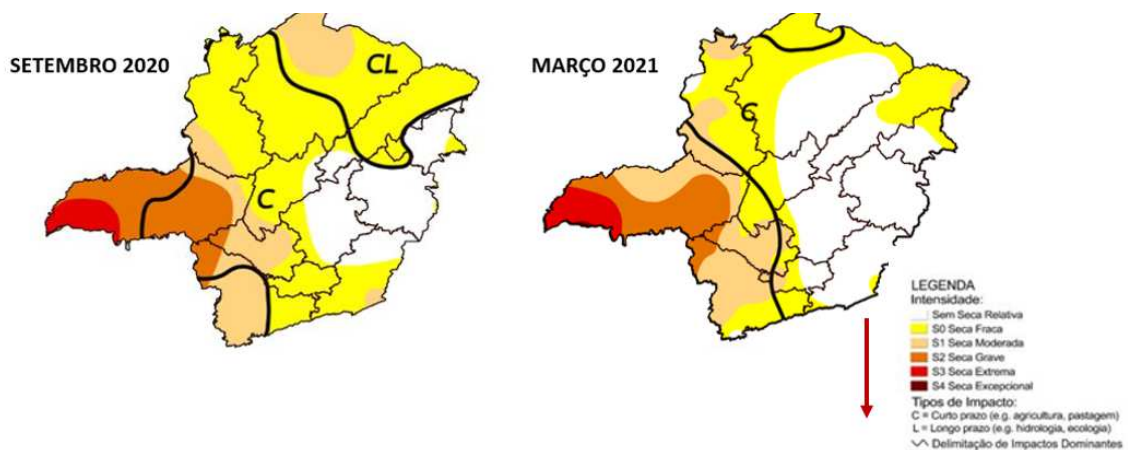 SETEMBRO 2020
CL
C
MARÇO 2021
C
LEGENDA
Intensidade:
Sem Seca Relativa
S0 Seca Fraca
S1 Seca Moderada
S2 Seca Grave
S3 Seca Extrema
S4 Seca Excepcional
Tipos de Impacto:
C = Curto prazo (e.g. agricultura, pastagem)
L = Longo prazo (e.g. hidrologia, ecologia)
Delimitação de Impactos Dominantes